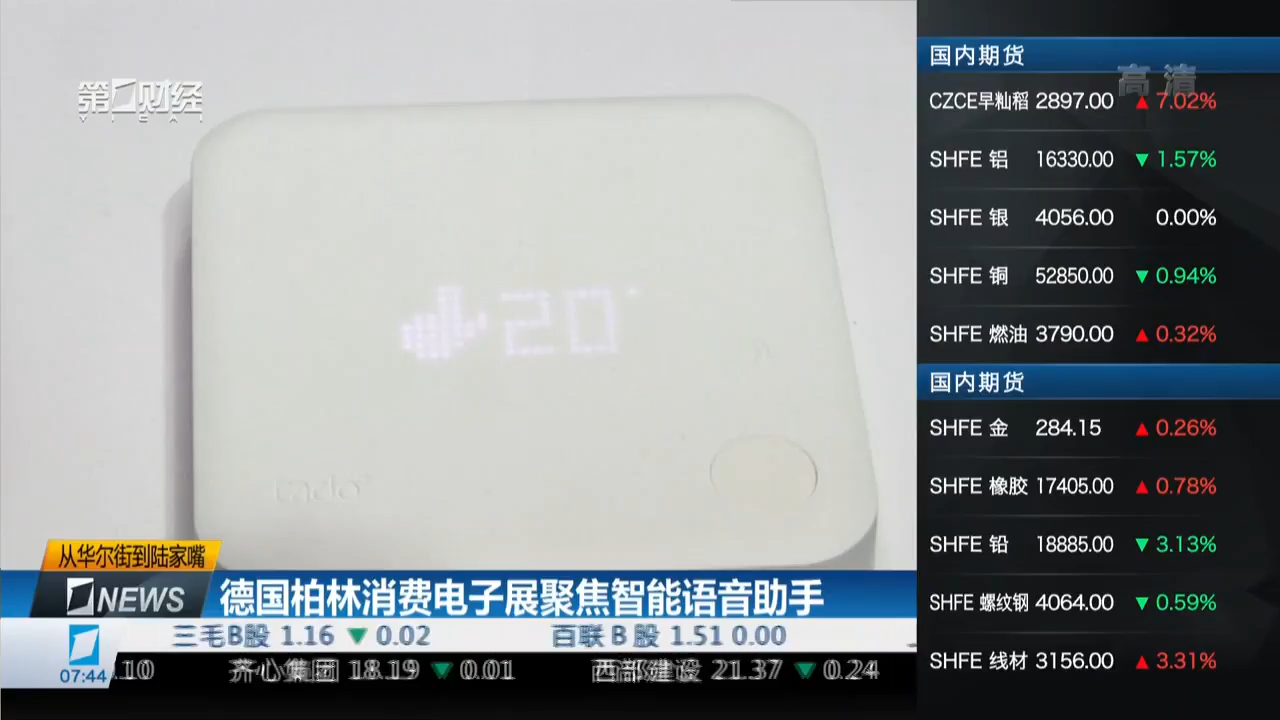 第一财经
YICAI
20°
tado°
从华尔街到陆家嘴
NEWS
德国柏林消费电子展聚焦智能语音助手
三毛B股 1.16 ▼ 0.02 百联B股 1.51 0.00
07:44
.10 齐心集团 18.19 ▼ 0.01 西部建设 21.37 ▼ 0.24
国内期货
高清
CZCE早籼稻 2897.00 ▲ 7.02%
SHFE 铝 16330.00 ▼ 1.57%
SHFE 银 4056.00 0.00%
SHFE 铜 52850.00 ▼ 0.94%
SHFE 燃油 3790.00 ▲ 0.32%
国内期货
SHFE 金 284.15 ▲ 0.26%
SHFE 橡胶 17405.00 ▲ 0.78%
SHFE 铅 18885.00 ▼ 3.13%
SHFE 螺纹钢 4064.00 ▼ 0.59%
SHFE 线材 3156.00 ▲ 3.31%